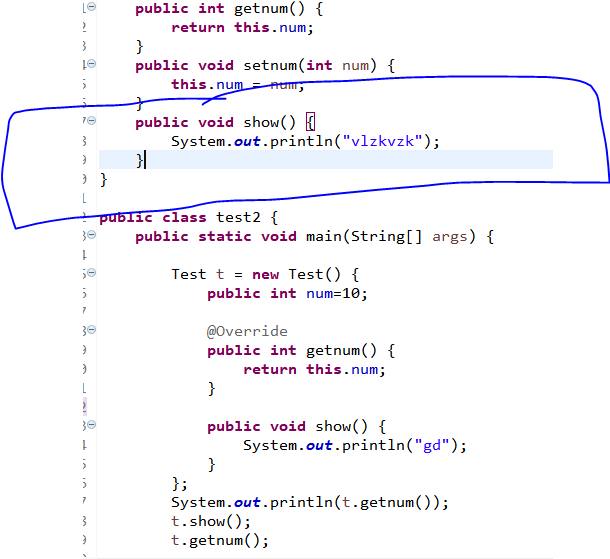 public int getnum() {
return this.num;
}
public void setnum(int num) {
this.num = num;
}
public void show() {
System.out.println("vlzkvzk");
}
}
public class test2 {
public static void main(String[] args) {
Test t = new Test() {
public int num=10;
@Override
public int getnum() {
return this.num;
}
public void show() {
System.out.println("gd");
}
};
System.out.println(t.getnum());
t.show();
t.getnum();